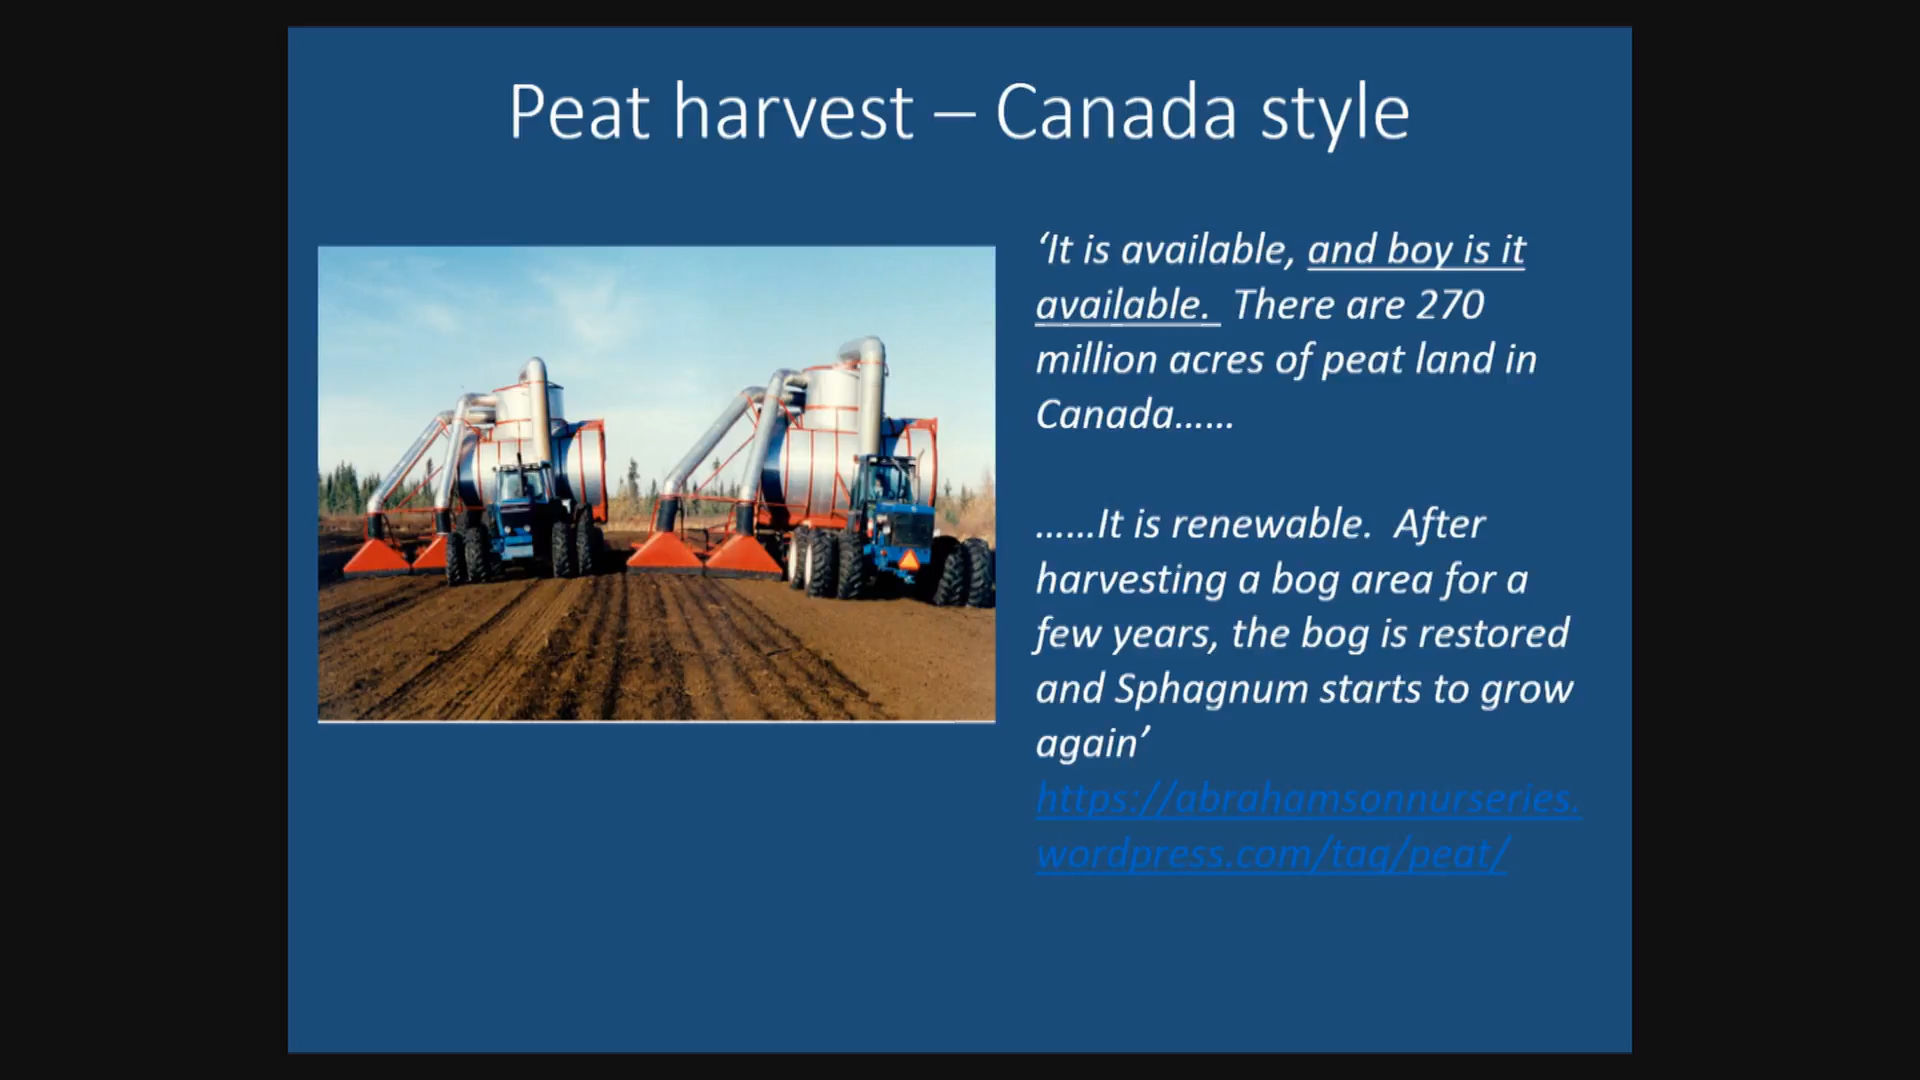 Peat harvest – Canada style
‘It is available, and boy is it
available. There are 270
million acres of peat land in
Canada……
……It is renewable. After
harvesting a bog area for a
few years, the bog is restored
and Sphagnum starts to grow
again’
https://abrahamsonnurseries.
wordpress.com/tag/peat/